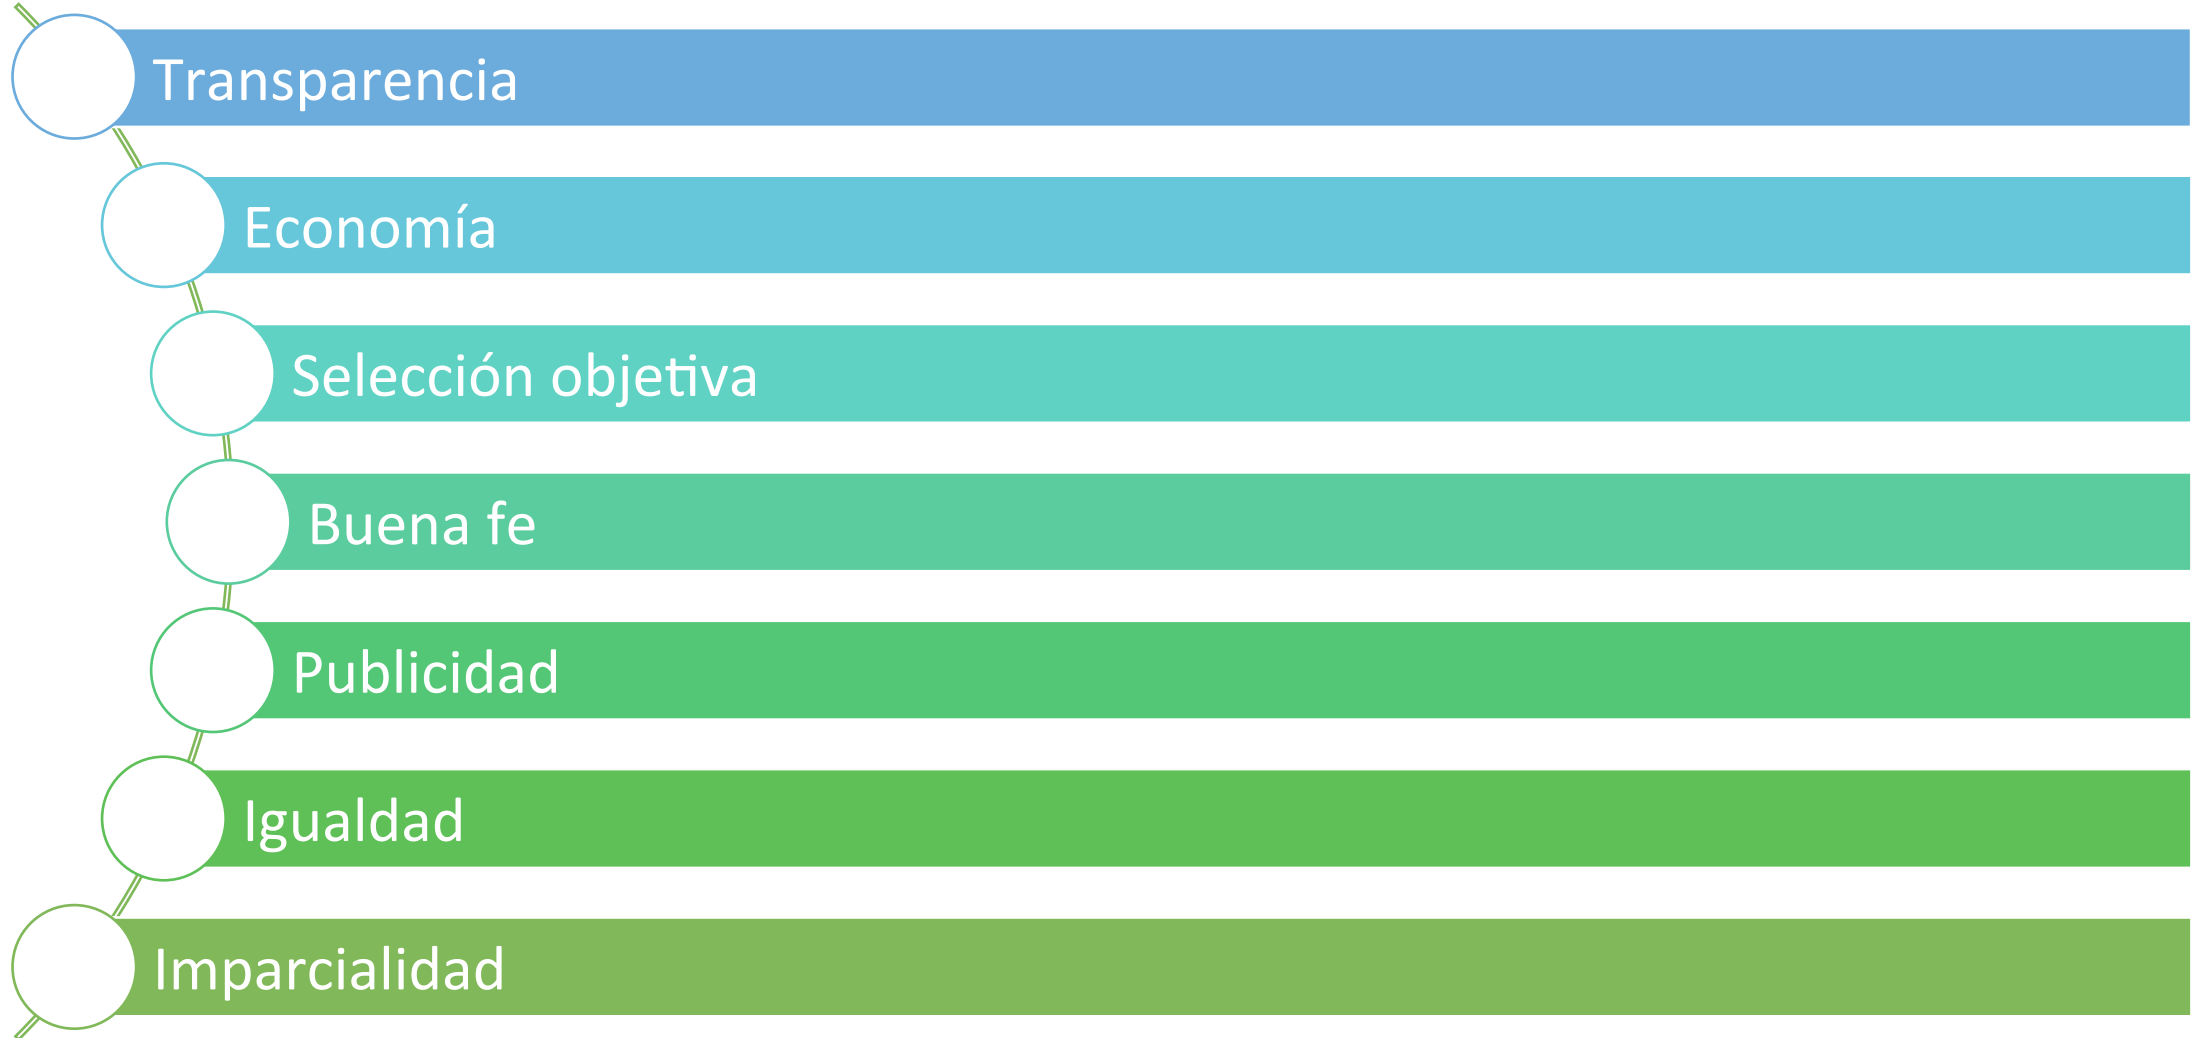 Transparencia
Economía
Selección objetiva
Buena fe
Publicidad
Igualdad
Imparcialidad